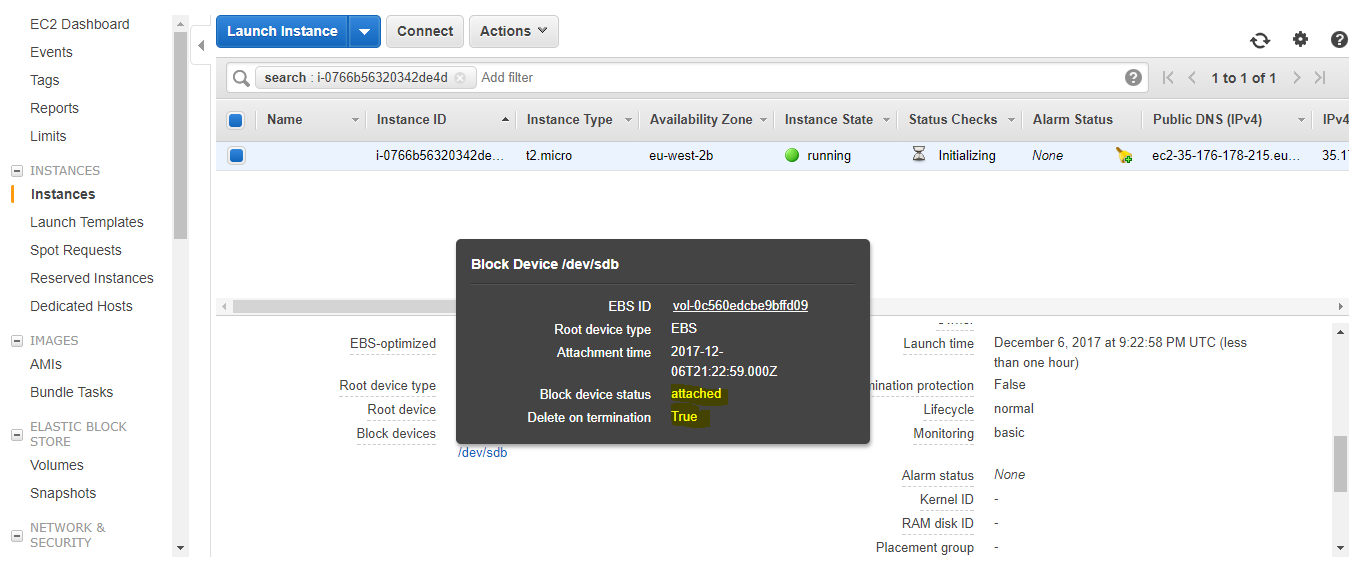 EC2 Dashboard
Events
Tags
Reports
Limits
INSTANCES
Instances
Launch Templates
Spot Requests
Reserved Instances
Dedicated Hosts
IMAGES
AMIs
Bundle Tasks
ELASTIC BLOCK
STORE
Volumes
Snapshots
NETWORK &
SECURITY
Launch Instance Connect Actions
search : i-0766b56320342de4d Add filter 1 to 1 of 1
Name Instance ID Instance Type Availability Zone Instance State Status Checks Alarm Status Public DNS (IPv4) IPv4
i-0766b56320342de... t2.micro eu-west-2b running Initializing None ec2-35-176-178-215.eu... 35.17
Block Device /dev/sdb
EBS ID vol-0c560edcbe9bffd09
Root device type EBS
Attachment time 2017-12-
06T21:22:59.000Z
Block device status attached
Delete on termination True
EBS-optimized
Root device type
Root device
Block devices
/dev/sdb
Owner
Launch time December 6, 2017 at 9:22:58 PM UTC (less
than one hour)
mination protection False
Lifecycle normal
Monitoring basic
Alarm status None
Kernel ID -
RAM disk ID -
Placement group -